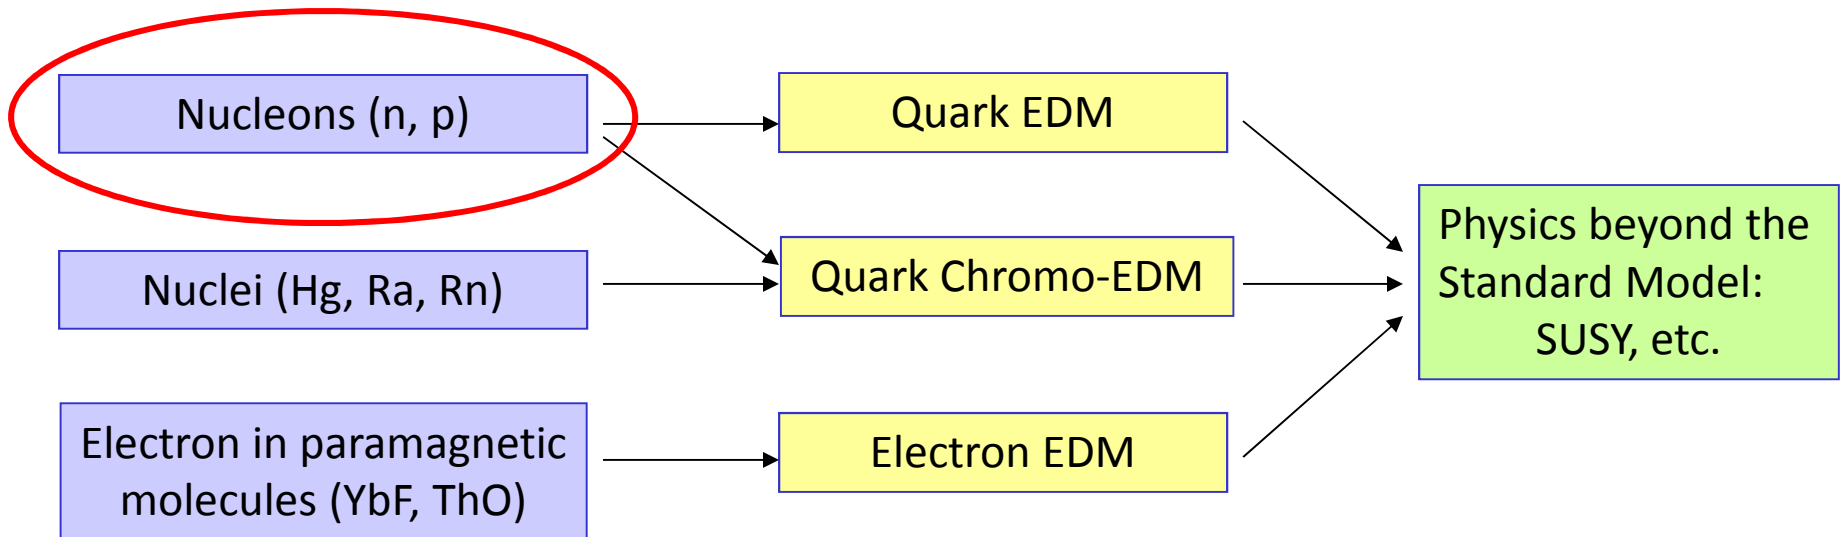 Nucleons (n, p)
Quark EDM
Nuclei (Hg, Ra, Rn)
Quark Chromo-EDM
Electron in paramagnetic
molecules (YbF, ThO)
Electron EDM
Physics beyond the
Standard Model:
SUSY, etc.